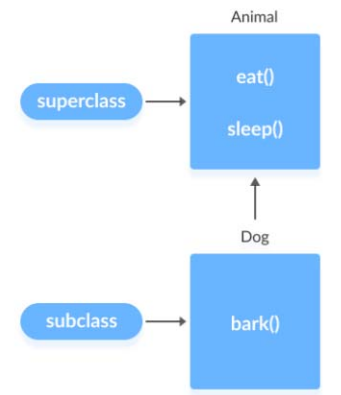 Animal
eat()
superclass
sleep()
Dog
subclass
bark()